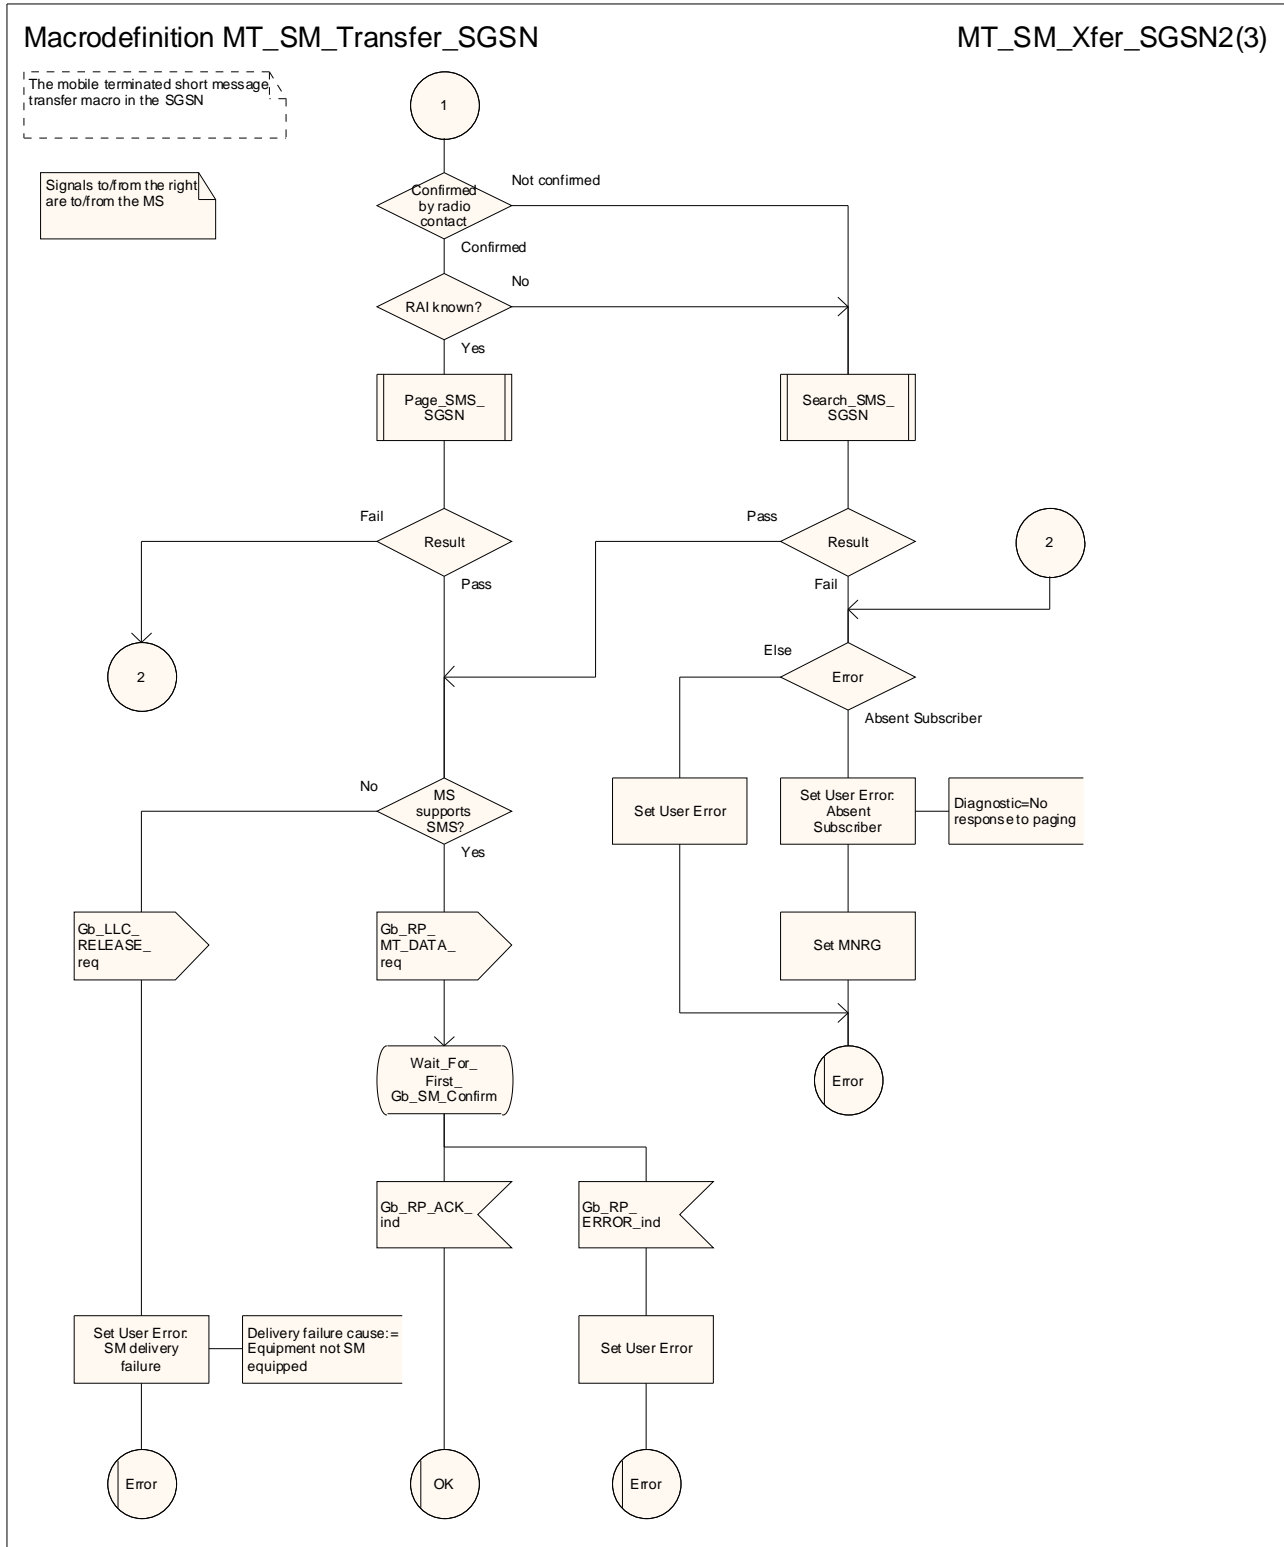 Macrodefinition MT_SM_Transfer_SGSN
MT_SM_Xfer_SGSN2(3)
The mobile terminated short message
transfer macro in the SGSN
1
Signals to/from the right
are to/from the MS
Not confirmed
Confirmed
by radio
contact
Confirmed
No
RAI known?
Yes
Page_SMS_
SGSN
Search_SMS_
SGSN
Fail
Result
Pass
Pass
Result
Fail
2
2
Else
Error
Absent Subscriber
No
MS
supports
SMS?
Yes
Set User Error
Set User Error:
Absent
Subscriber
Diagnostic=No
response to paging
Gb_LLC_
RELEASE_
req
Gb_RP_
MT_DATA_
req
Set MNRG
Wait_For_
First_
Gb_SM_Confirm
Error
Gb_RP_ACK_
ind
Gb_RP_
ERROR_ind
Set User Error:
SM delivery
failure
Delivery failure cause:=
Equipment not SM
equipped
Set User Error
Error
OK
Error